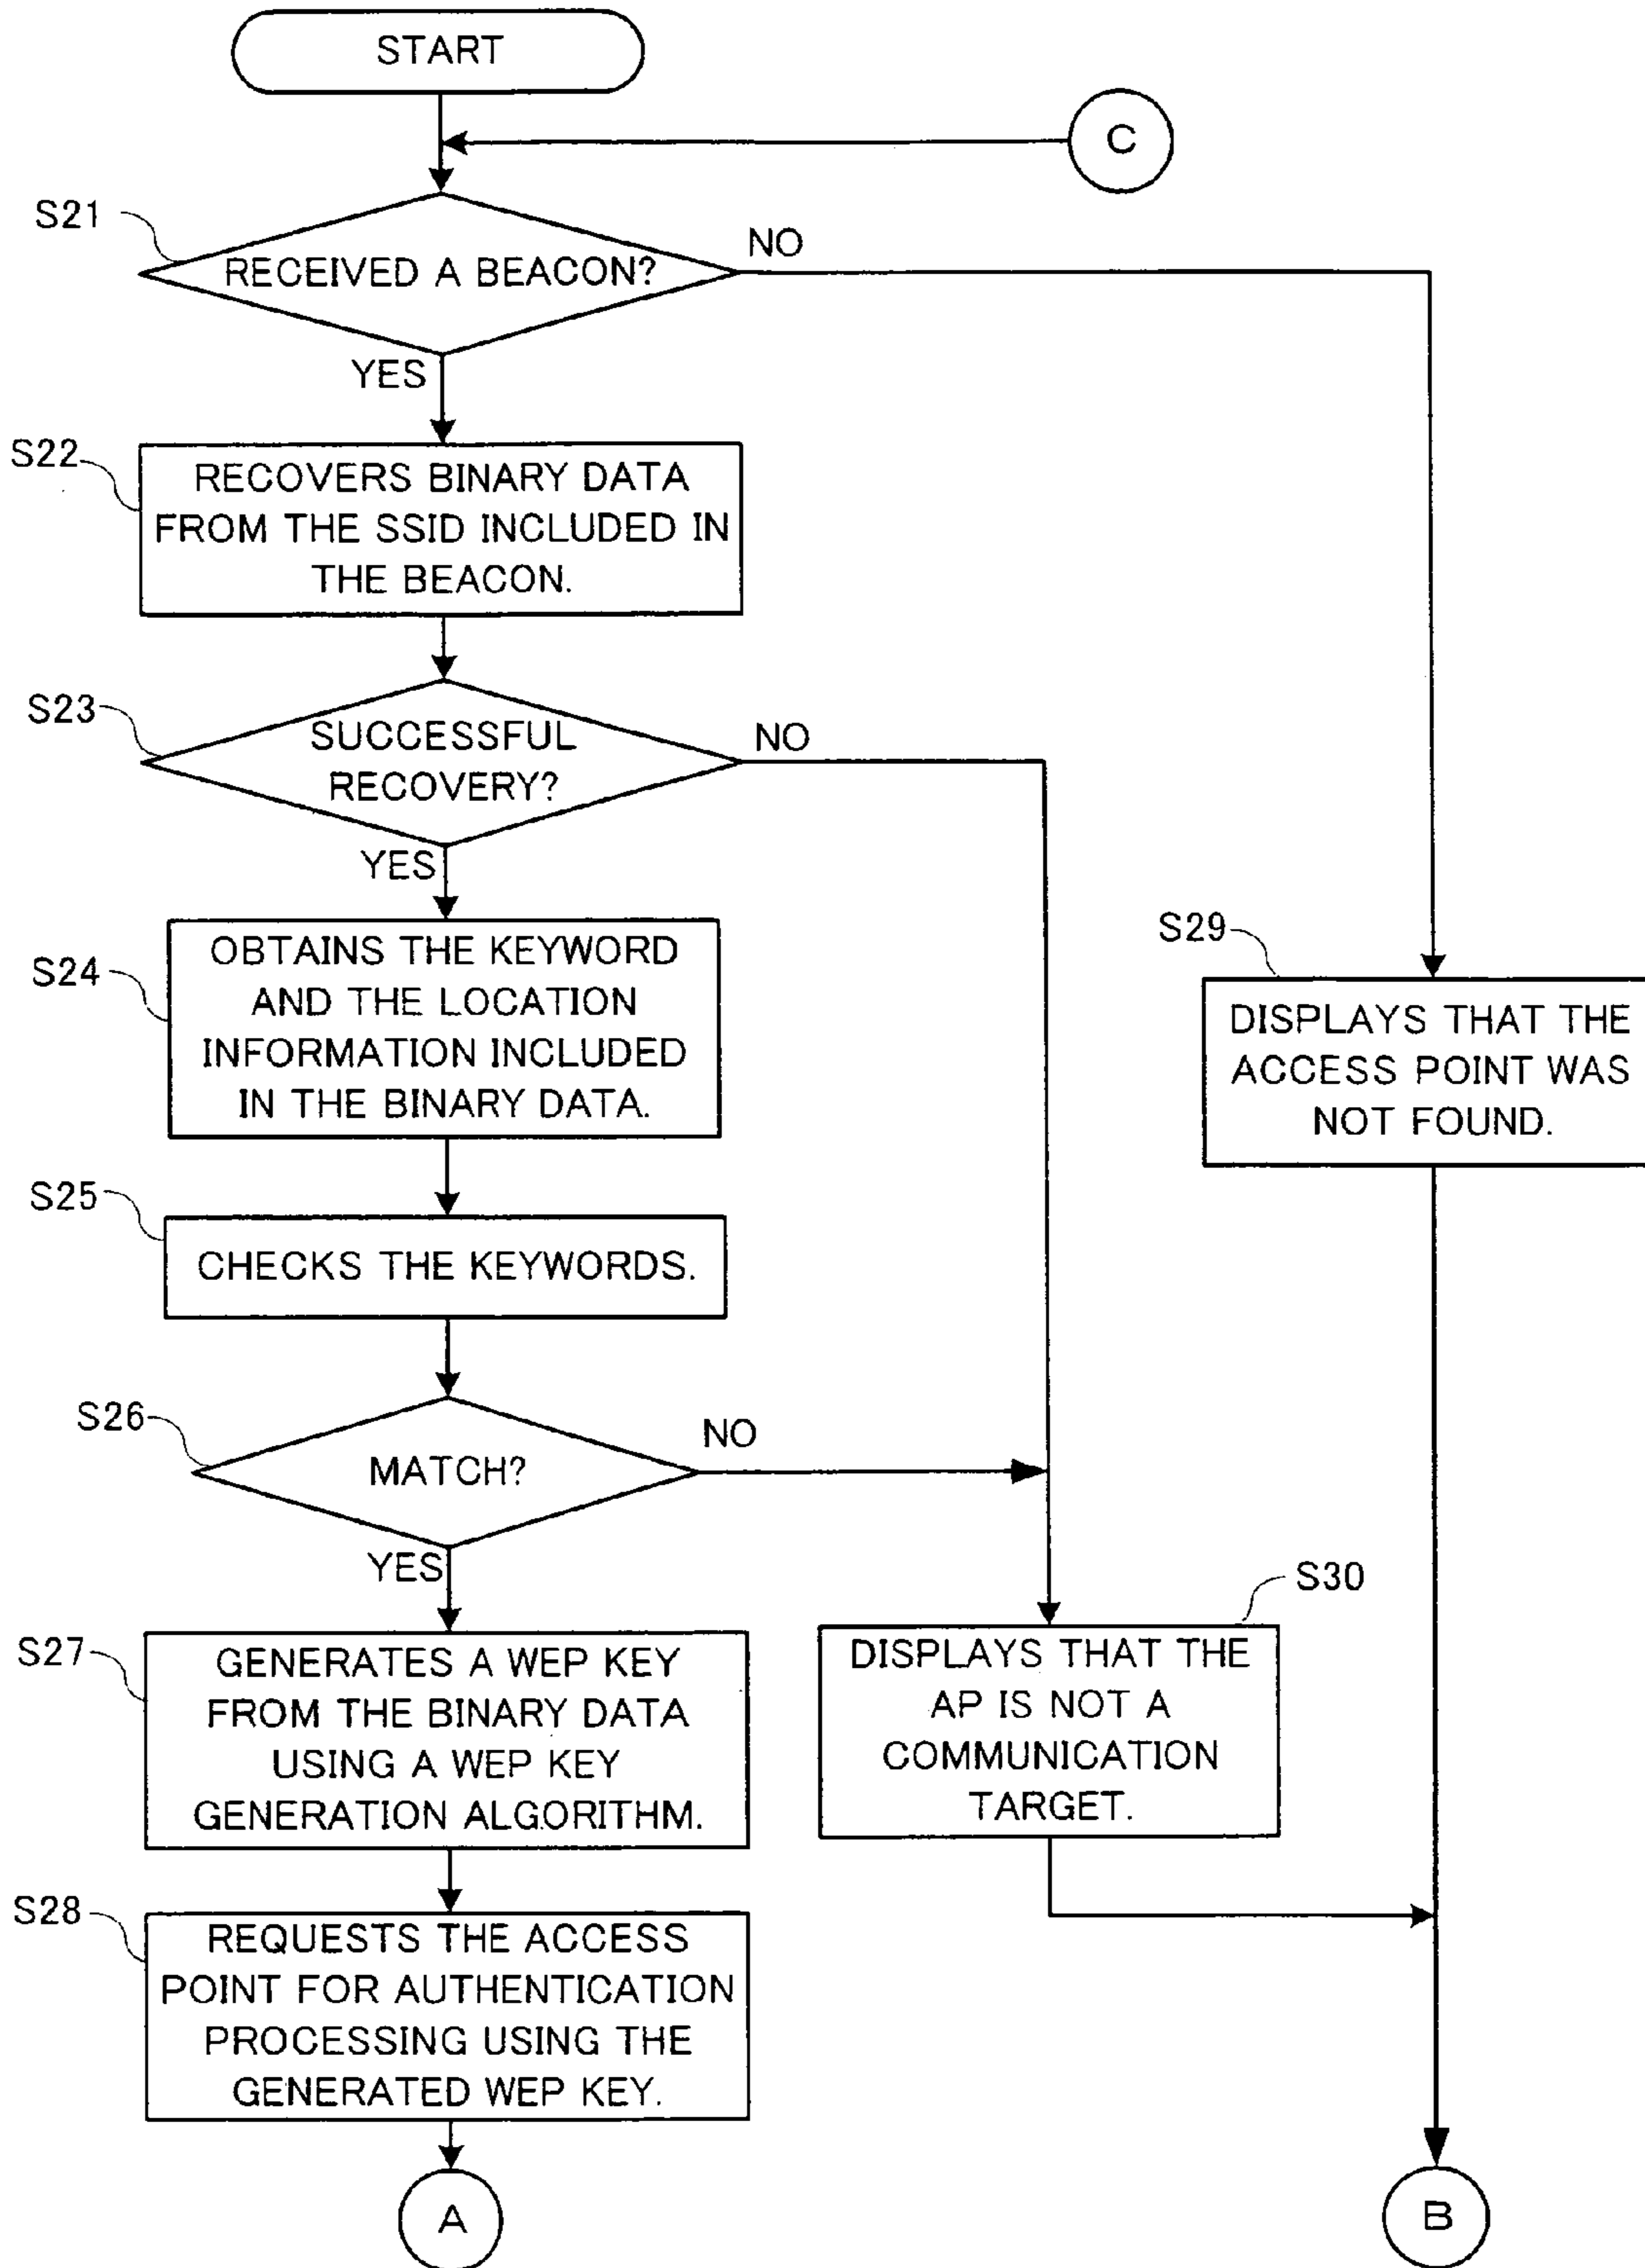 START
C
S21
RECEIVED A BEACON?
NO
YES
S22
RECOVERS BINARY DATA
FROM THE SSID INCLUDED IN
THE BEACON.
S23
SUCCESSFUL
RECOVERY?
NO
YES
S24
OBTAINS THE KEYWORD
AND THE LOCATION
INFORMATION INCLUDED
IN THE BINARY DATA.
S29
DISPLAYS THAT THE
ACCESS POINT WAS
NOT FOUND.
S25
CHECKS THE KEYWORDS.
S26
MATCH?
NO
YES
S27
GENERATES A WEP KEY
FROM THE BINARY DATA
USING A WEP KEY
GENERATION ALGORITHM.
S30
DISPLAYS THAT THE
AP IS NOT A
COMMUNICATION
TARGET.
S28
REQUESTS THE ACCESS
POINT FOR AUTHENTICATION
PROCESSING USING THE
GENERATED WEP KEY.
A
B